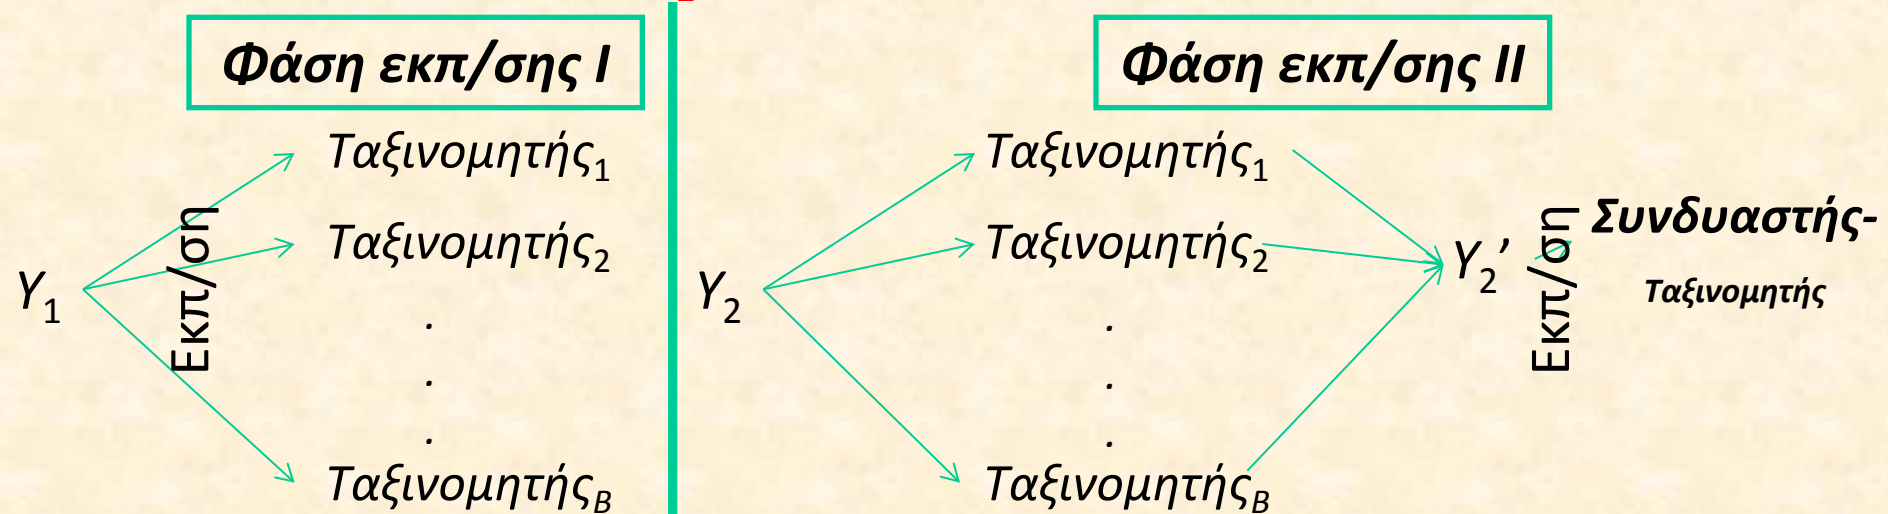 Φάση εκπ/σης I
Ταξινομητής1
Ταξινομητής2
Y1
Εκπ/ση
.
.
.
ΤαξινομητήςB
Φάση εκπ/σης II
Ταξινομητής1
Ταξινομητής2
Y2
.
.
.
ΤαξινομητήςB
Y2’
Εκπ/ση
Συνδυαστής-
Ταξινομητής